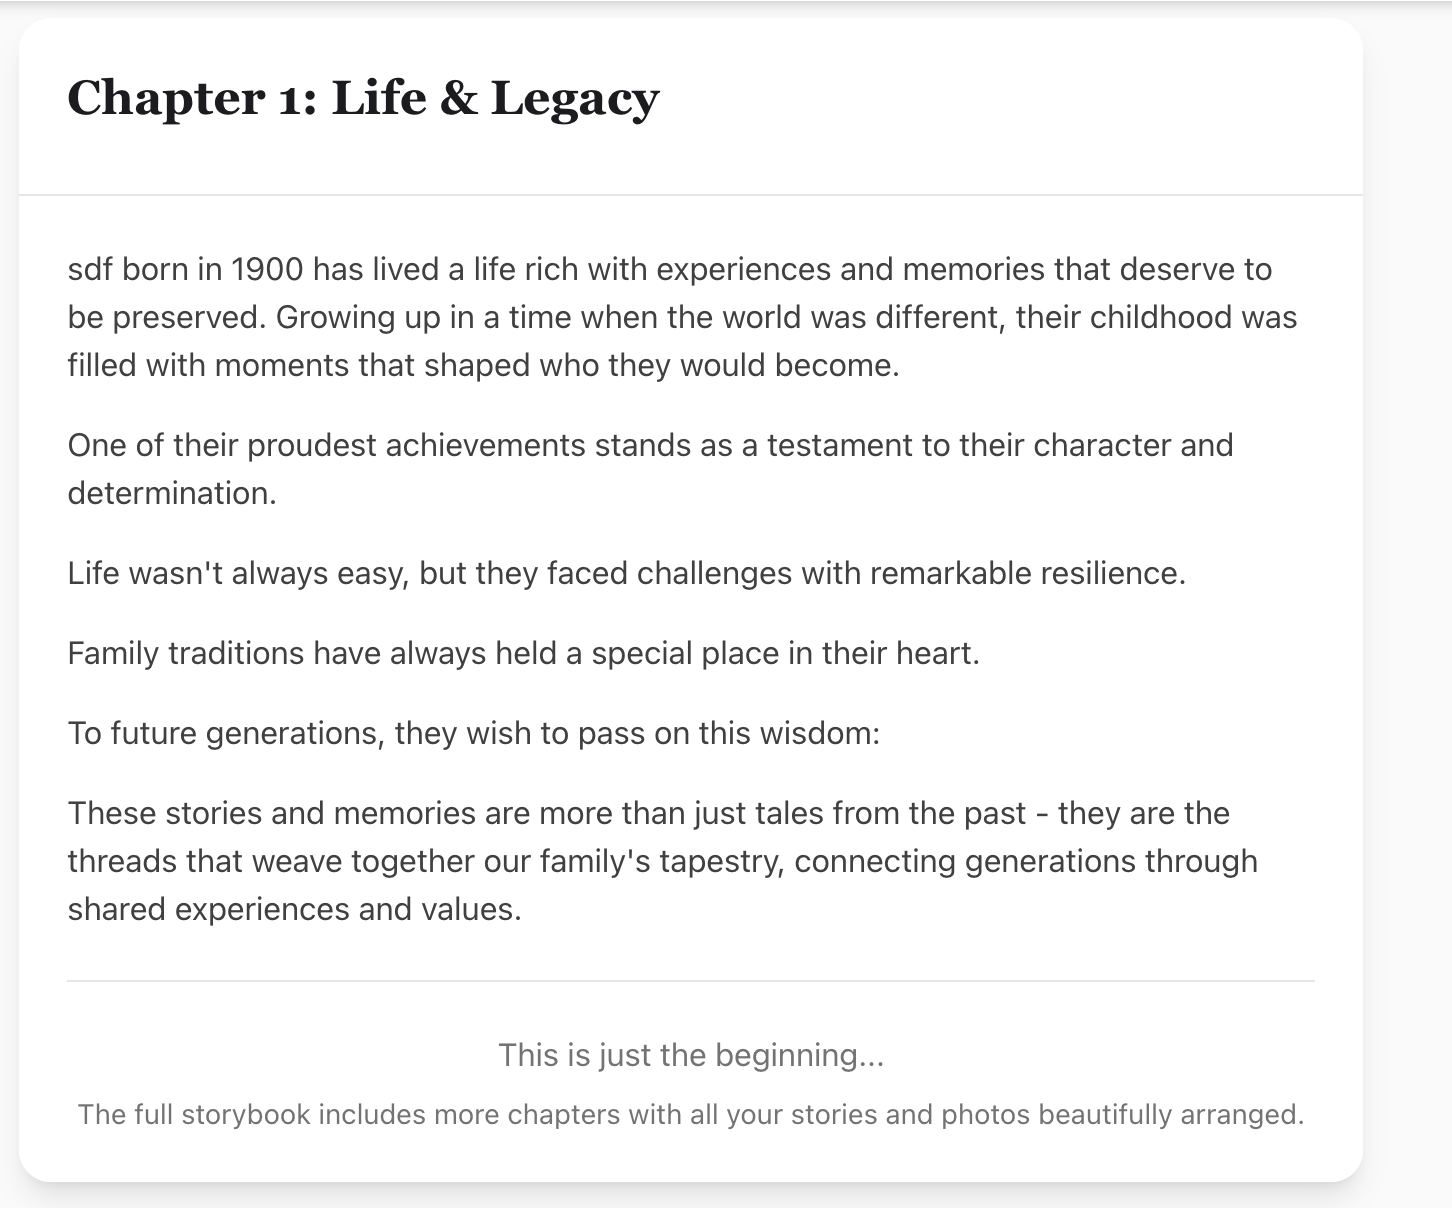 Chapter 1: Life & Legacy
sdf born in 1900 has lived a life rich with experiences and memories that deserve to
be preserved. Growing up in a time when the world was different, their childhood was
filled with moments that shaped who they would become.
One of their proudest achievements stands as a testament to their character and
determination.
Life wasn't always easy, but they faced challenges with remarkable resilience.
Family traditions have always held a special place in their heart.
To future generations, they wish to pass on this wisdom:
These stories and memories are more than just tales from the past - they are the
threads that weave together our family's tapestry, connecting generations through
shared experiences and values.
This is just the beginning...
The full storybook includes more chapters with all your stories and photos beautifully arranged.